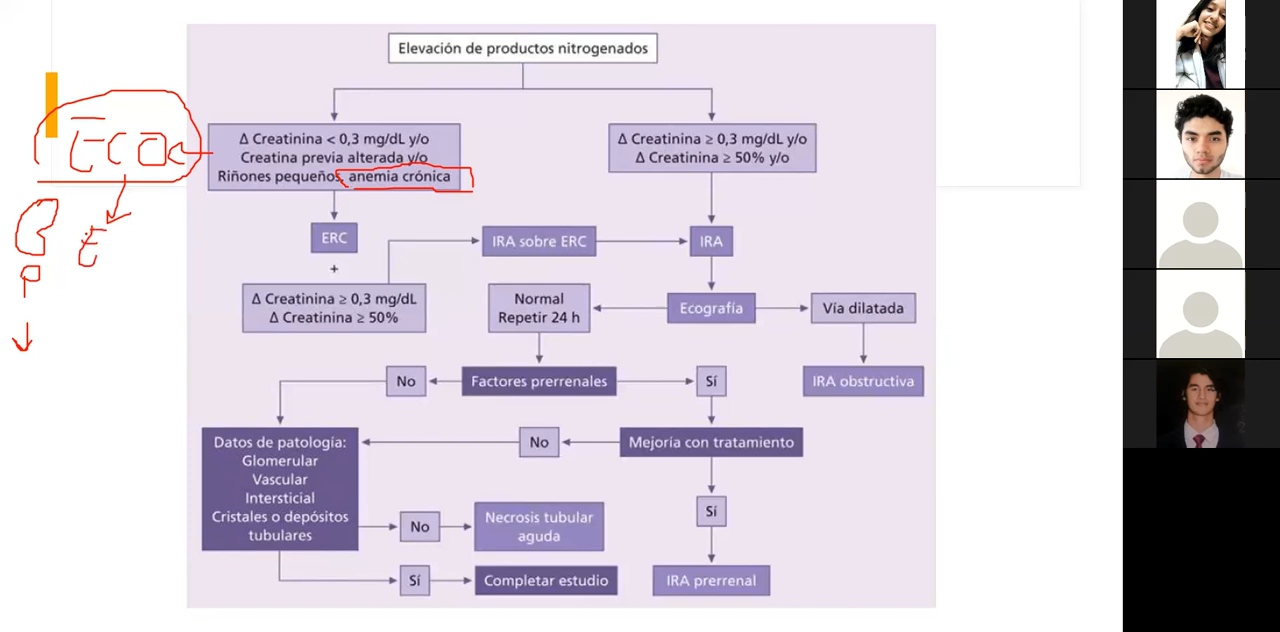 Elevación de productos nitrogenados
Δ Creatinina < 0,3 mg/dL y/o
Creatina previa alterada y/o
Riñones pequeños, anemia crónica
Δ Creatinina ≥ 0,3 mg/dL y/o
Δ Creatinina ≥ 50% y/o
ERC
+
Δ Creatinina ≥ 0,3 mg/dL
Δ Creatinina ≥ 50%
IRA sobre ERC
IRA
Normal
Repetir 24 h
Ecografía
Vía dilatada
No
Factores prerrenales
Sí
IRA obstructiva
Datos de patología:
Glomerular
Vascular
Intersticial
Cristales o depósitos
tubulares
No
Mejoría con tratamiento
No
Necrosis tubular
aguda
Sí
Sí
Completar estudio
IRA prerrenal